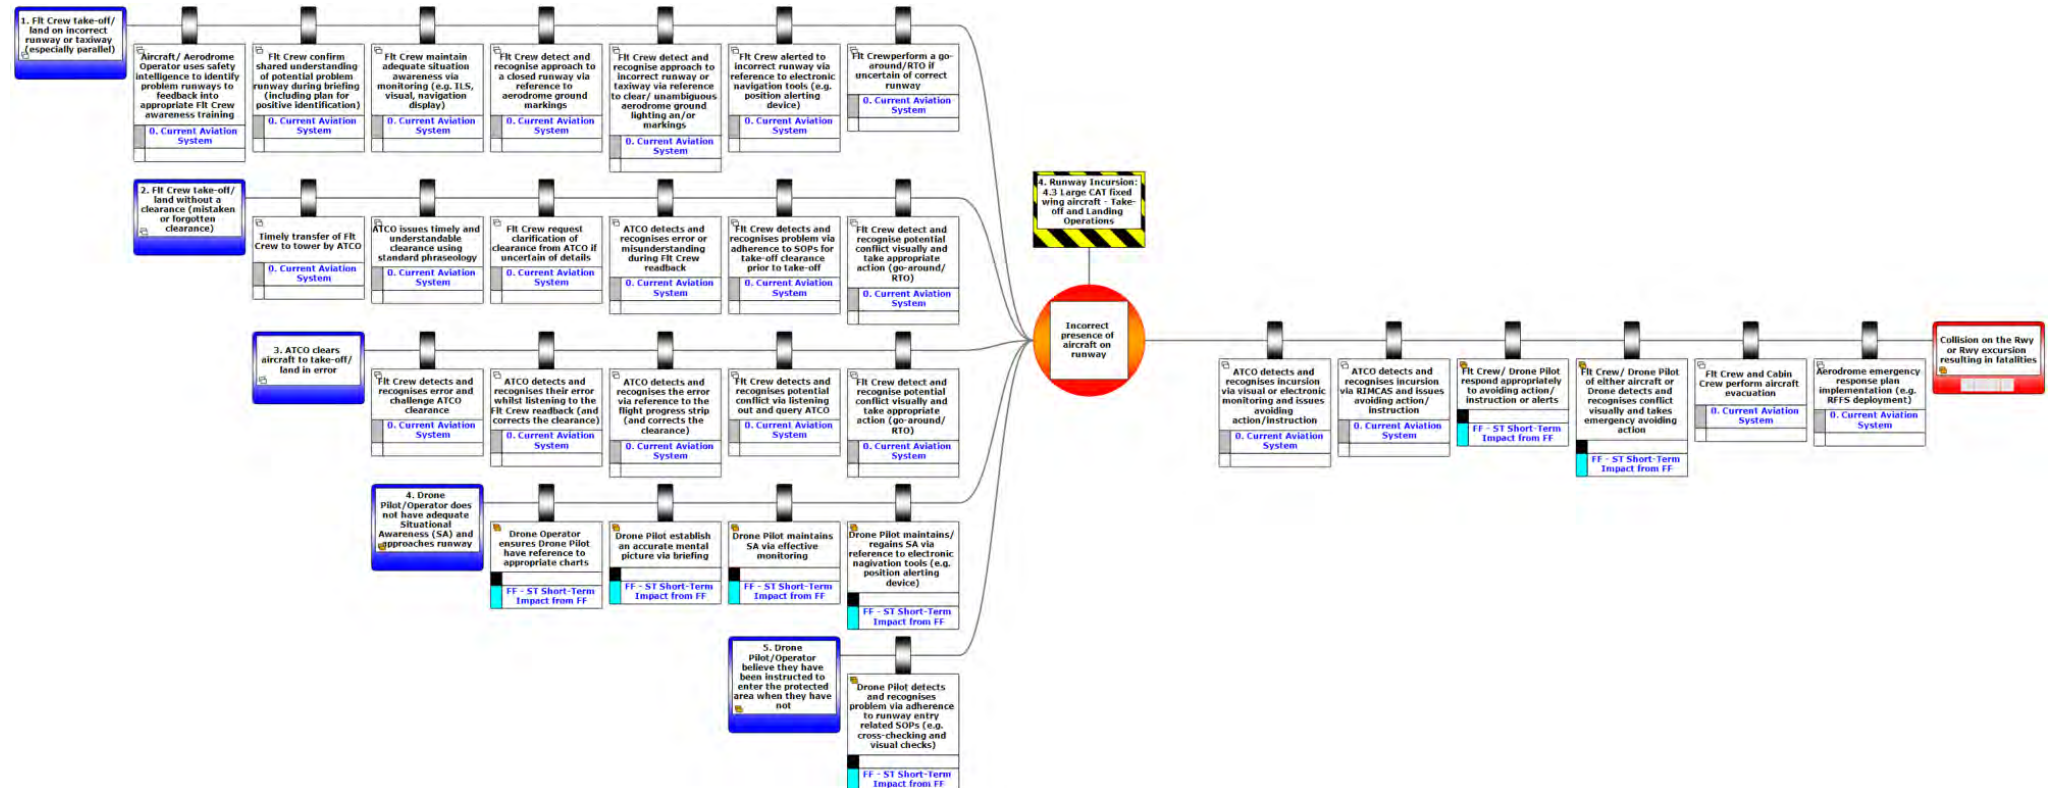 1. Flt Crew take-off/
land on incorrect
runway or taxiway
(especially parallel)
Aircraft/ Aerodrome
Operator uses safety
intelligence to identify
problem runways to
feedback into
appropriate Flt Crew
awareness training
0. Current Aviation
System
Flt Crew confirm
shared understanding
of potential problem
runway during briefing
(including plan for
positive identification)
0. Current Aviation
System
Flt Crew maintain
adequate situation
awareness via
monitoring (e.g. ILS,
visual, navigation
display)
0. Current Aviation
System
Flt Crew detect and
recognise approach to
a closed runway via
reference to
aerodrome ground
markings
0. Current Aviation
System
Flt Crew detect and
recognise approach to
incorrect runway or
taxiway via reference
to clear/ unambiguous
aerodrome ground
lighting an/or
markings
0. Current Aviation
System
Flt Crew alerted to
incorrect runway via
reference to electronic
navigation tools (e.g.
position alerting
device)
0. Current Aviation
System
Flt Crewperform a go-
around/RTO if
uncertain of correct
runway
0. Current Aviation
System
2. Flt Crew take-off/
land without a
clearance (mistaken
or forgotten
clearance)
Timely transfer of Flt
Crew to tower by ATCO
0. Current Aviation
System
ATCO issues timely and
understandable
clearance using
standard phraseology
0. Current Aviation
System
Flt Crew request
clarification of
clearance from ATCO if
uncertain of details
0. Current Aviation
System
ATCO detects and
recognises error or
misunderstanding
during Flt Crew
readback
0. Current Aviation
System
Flt Crew detects and
recognises problem via
adherence to SOPs for
take-off clearance
prior to take-off
0. Current Aviation
System
Flt Crew detect and
recognise potential
conflict visually and
take appropriate
action (go-around/
RTO)
0. Current Aviation
System
3. ATCO clears
aircraft to take-off/
land in error
Flt Crew detects and
recognises error and
challenge ATCO
clearance
0. Current Aviation
System
ATCO detects and
recognises their error
whilst listening to the
Flt Crew readback (and
corrects the clearance)
0. Current Aviation
System
ATCO detects and
recognises the error
via reference to the
flight progress strip
(and corrects the
clearance)
0. Current Aviation
System
Flt Crew detects and
recognises potential
conflict via listening
out and query ATCO
0. Current Aviation
System
Flt Crew detect and
recognise potential
conflict visually and
take appropriate
action (go-around/
RTO)
0. Current Aviation
System
4. Drone
Pilot/Operator does
not have adequate
Situational
Awareness (SA) and
approaches runway
Drone Operator
ensures Drone Pilot
have reference to
appropriate charts
FF - ST Short-Term
Impact from FF
Drone Pilot establish
an accurate mental
picture via briefing
FF - ST Short-Term
Impact from FF
Drone Pilot maintains
SA via effective
monitoring
FF - ST Short-Term
Impact from FF
Drone Pilot maintains/
regains SA via
reference to electronic
nagivation tools (e.g.
position alerting
device)
FF - ST Short-Term
Impact from FF
5. Drone
Pilot/Operator
believe they have
been instructed to
enter the protected
area when they have
not
Drone Pilot detects
and recognises
problem via adherence
to runway entry
related SOPs (e.g.
cross-checking and
visual checks)
FF - ST Short-Term
Impact from FF
4. Runway Incursion:
4.3 Large CAT fixed
wing aircraft - Take-
off and Landing
Operations
Incorrect
presence of
aircraft on
runway
ATCO detects and
recognises incursion
via visual or electronic
monitoring and issues
avoiding
action/instruction
0. Current Aviation
System
ATCO detects and
recognises incursion
via RIMCAS and issues
avoiding action/
instruction
0. Current Aviation
System
Flt Crew/ Drone Pilot
respond appropriately
to avoiding action/
instruction or alerts
FF - ST Short-Term
Impact from FF
Flt Crew/ Drone Pilot
of either aircraft or
Drone detects and
recognises conflict
visually and takes
emergency avoiding
action
FF - ST Short-Term
Impact from FF
Flt Crew and Cabin
Crew perform aircraft
evacuation
0. Current Aviation
System
Aerodrome emergency
response plan
implementation (e.g.
RFFS deployment)
0. Current Aviation
System
Collision on the Rwy
or Rwy excursion
resulting in fatalities